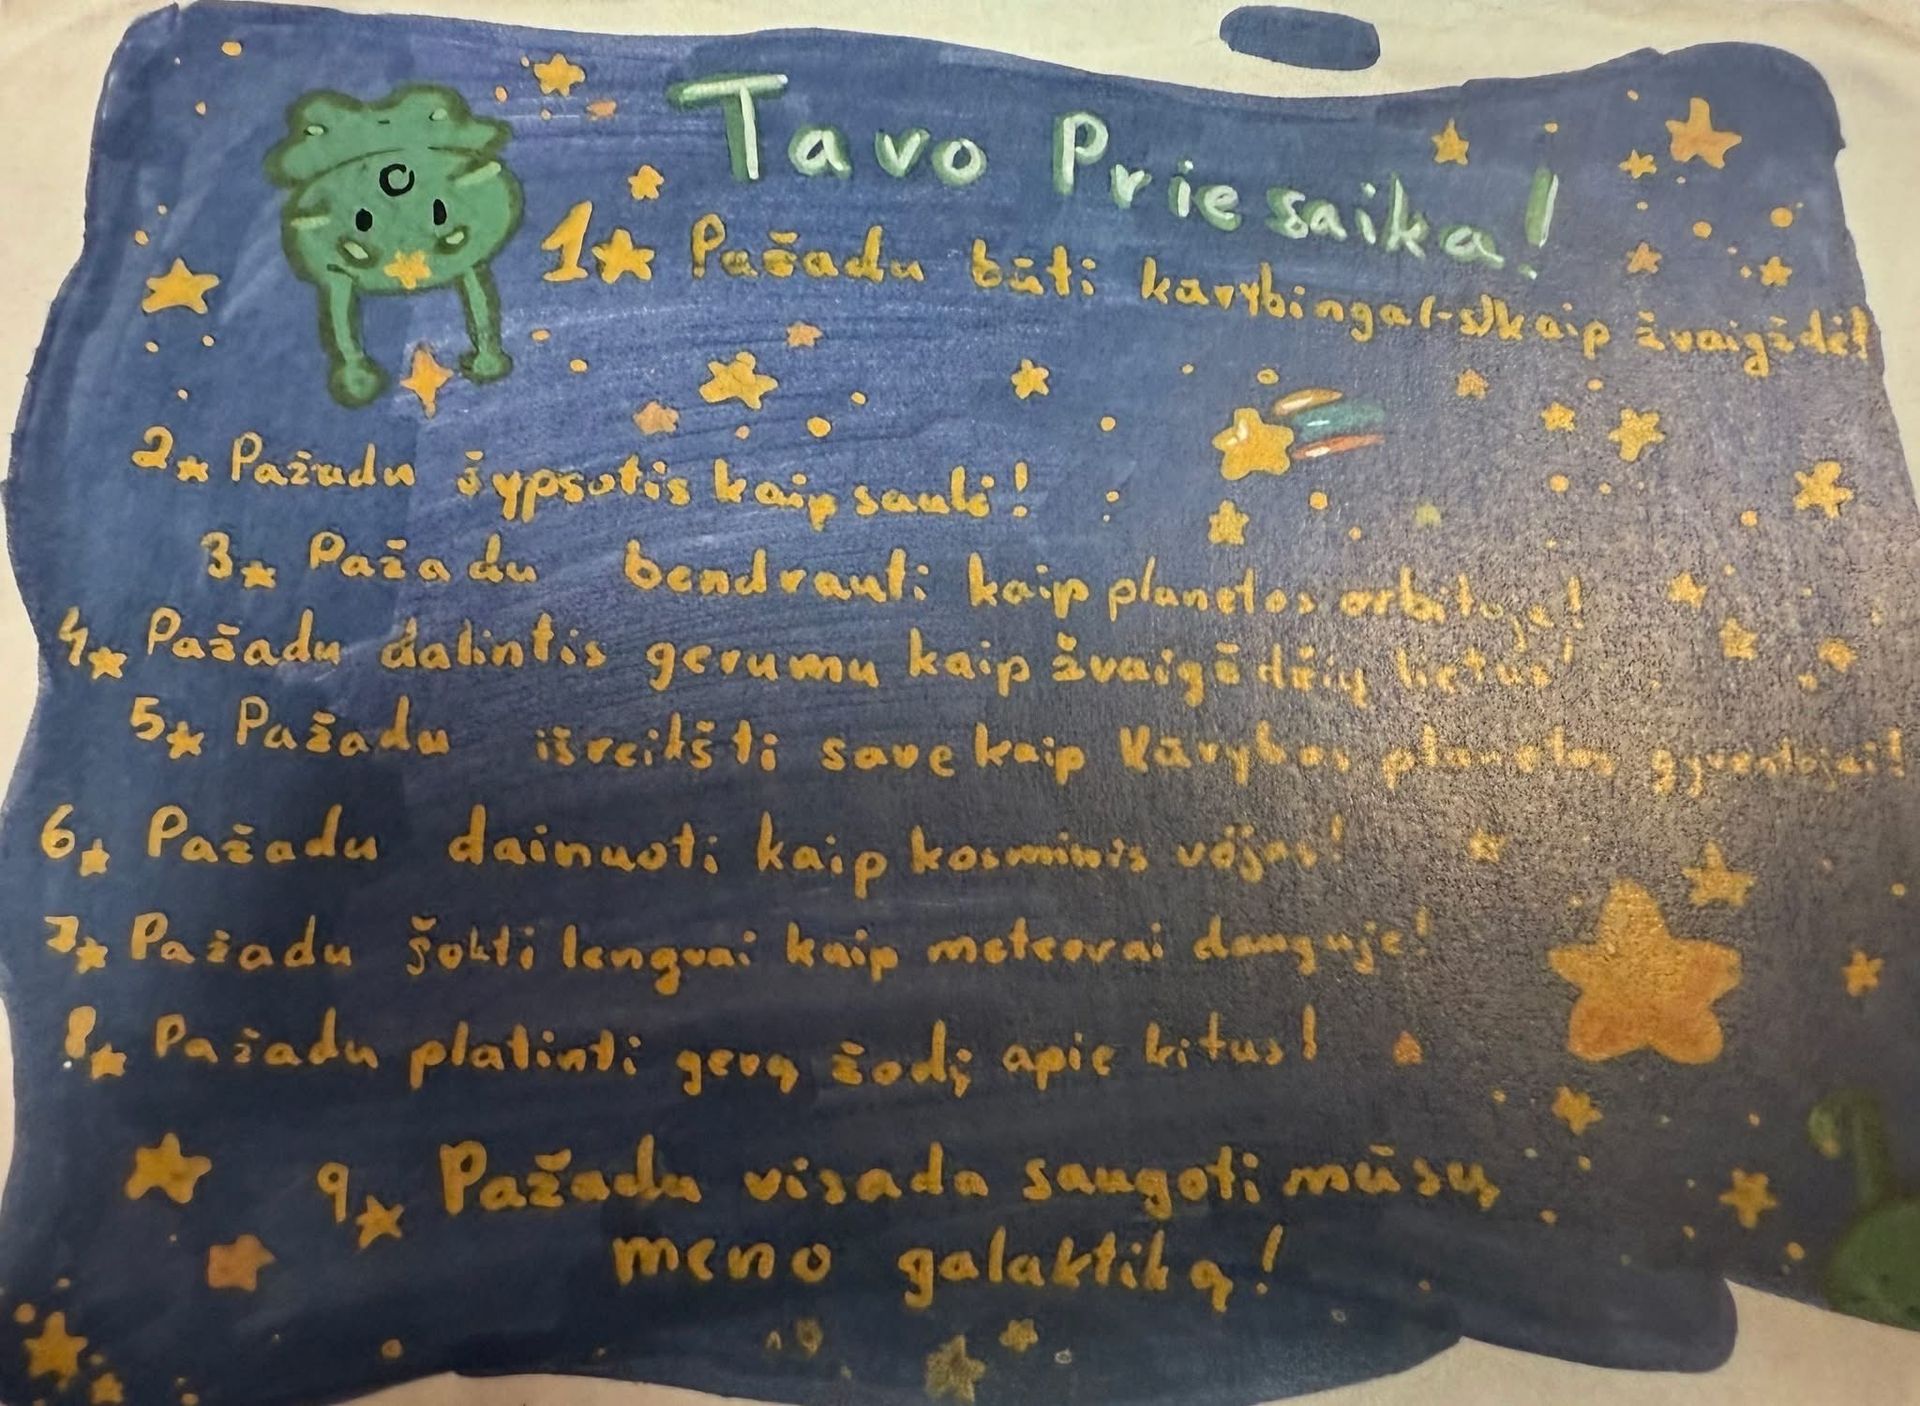 Tavo Priesaika!
1 Pažadu būti kūrybinga(-s) kaip žvaigždė!
2 Pažadu šypsotis kaip saulė!
3 Pažadu bendrauti kaip planetos orbitoje!
4 Pažadu dalintis gerumu kaip žvaigždžių lietus!
5 Pažadu išreikšti save kaip Kūrybos planetos gyventojai!
6 Pažadu dainuoti kaip kosminis vėjas!
7 Pažadu šokti lengvai kaip meteorai danguje!
8 Pažadu platinti gerą žodį apie kitus!
9 Pažadu visada saugoti mūsų
meno galaktiką!